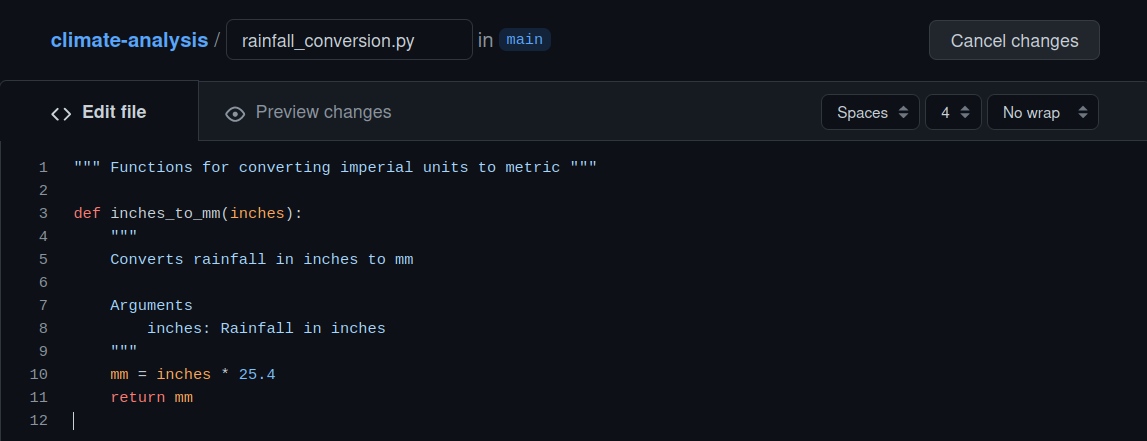 climate-analysis / rainfall_conversion.py in main Cancel changes
<> Edit file Preview changes Spaces 4 No wrap
1 """ Functions for converting imperial units to metric """
2
3 def inches_to_mm(inches):
4     """
5     Converts rainfall in inches to mm
6
7     Arguments
8         inches: Rainfall in inches
9     """
10     mm = inches * 25.4
11     return mm
12